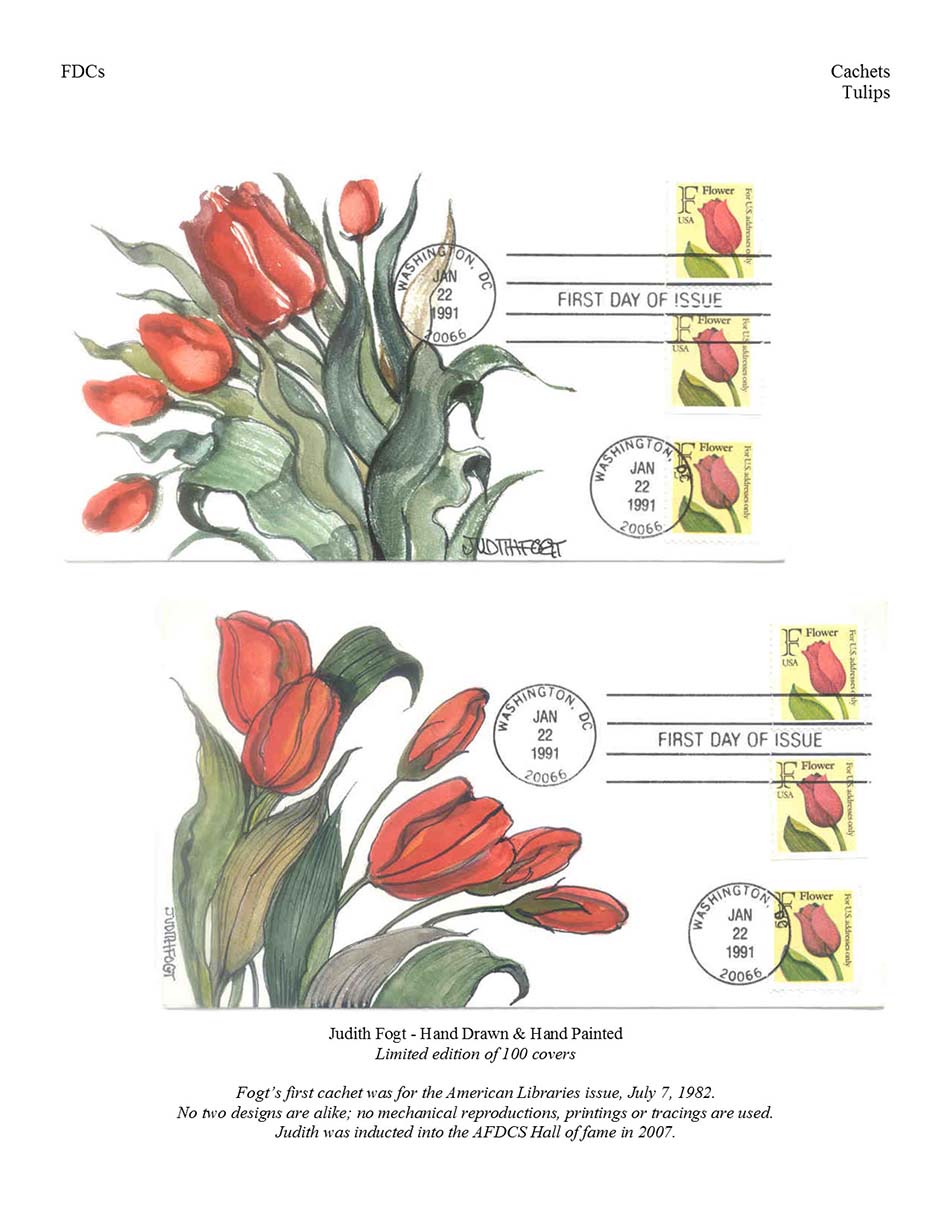 FDCs
Cachets
Tulips
F Flower
USA
For U.S. addresses only
WASHINGTON, DC
JAN
22
1991
20066
FIRST DAY OF ISSUE
F Flower
USA
For U.S. addresses only
WASHINGTON, DC
JAN
22
1991
20066
F Flower
For U.S. addresses only
JUDITH FOGT
F Flower
USA
For U.S. addresses only
WASHINGTON, DC
JAN
22
1991
20066
FIRST DAY OF ISSUE
F Flower
USA
For U.S. addresses only
WASHINGTON, DC
JAN
22
1991
20066
F Flower
For U.S. addresses only
JUDITH FOGT
Judith Fogt - Hand Drawn & Hand Painted
Limited edition of 100 covers
Fogt’s first cachet was for the American Libraries issue, July 7, 1982.
No two designs are alike; no mechanical reproductions, printings or tracings are used.
Judith was inducted into the AFDCS Hall of fame in 2007.